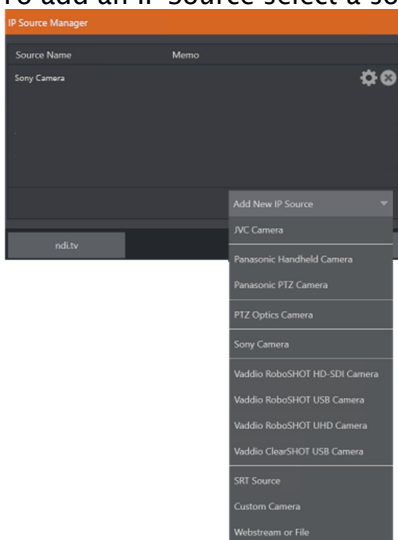 To add an IP Source select a so
IP Source Manager
Source Name Memo
Sony Camera
Add New IP Source
JVC Camera
ndi.tv
Panasonic Handheld Camera
Panasonic PTZ Camera
PTZ Optics Camera
Sony Camera
Vaddio RoboSHOT HD-SDI Camera
Vaddio RoboSHOT USB Camera
Vaddio RoboSHOT UHD Camera
Vaddio ClearSHOT USB Camera
SRT Source
Custom Camera
Webstream or File